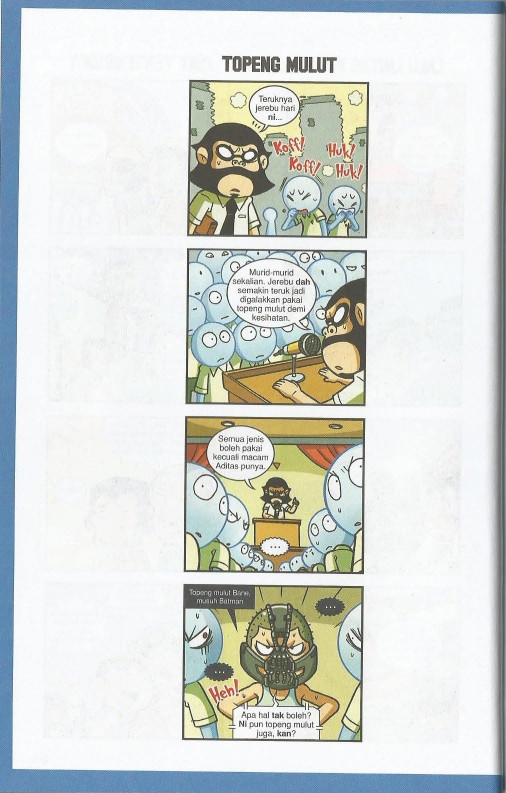 TOPENG MULUT
Teruknya
jerebu hari
ni...
Koff!
Koff!
Huk!
Huk!
Murid-murid
sekalian. Jerebu dah
semakin teruk jadi
digalakkan pakai
topeng mulut demi
kesihatan.
Semua jenis
boleh pakai
kecuali macam
Aditas punya.
...
Topeng mulut Bane,
musuh Batman
...
...
Heh!
Apa hal tak boleh?
Ni pun topeng mulut
juga, kan?